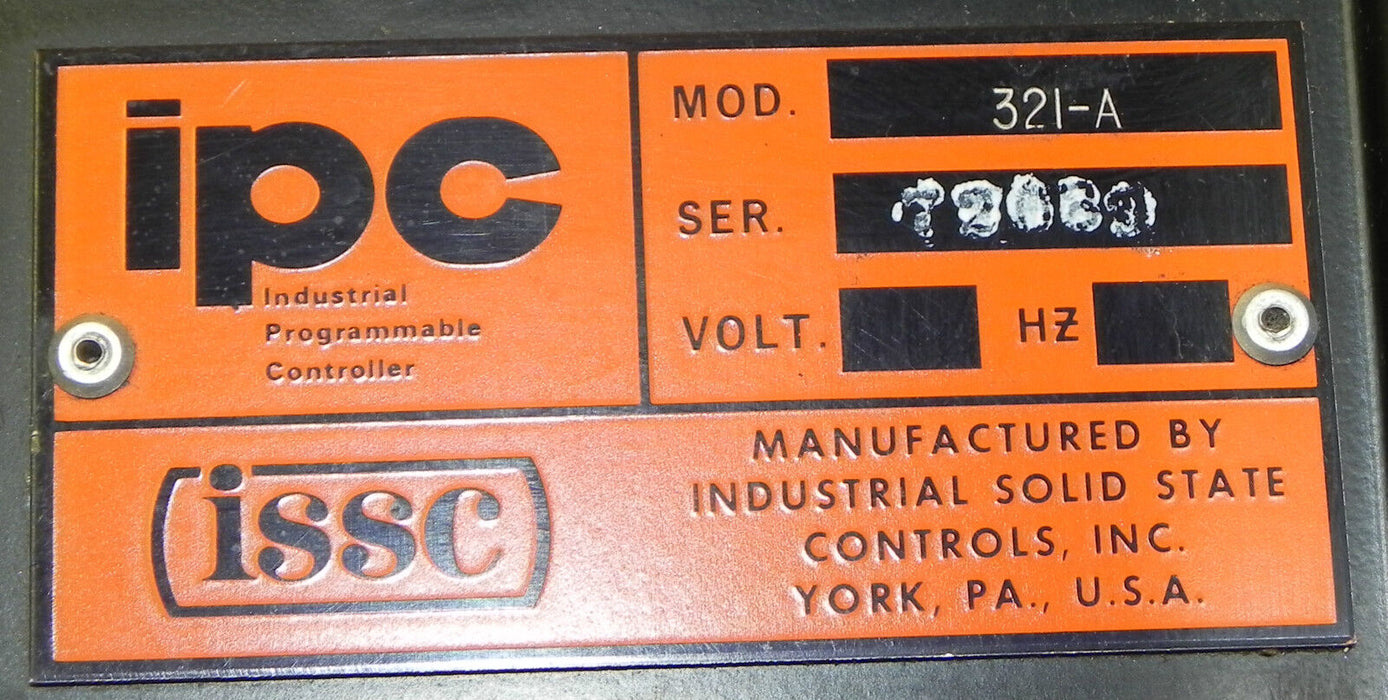 ipc
Industrial
Programmable
Controller
MOD. 321-A
SER.
VOLT. HZ
issc
MANUFACTURED BY
INDUSTRIAL SOLID STATE
CONTROLS, INC.
YORK, PA., U.S.A.